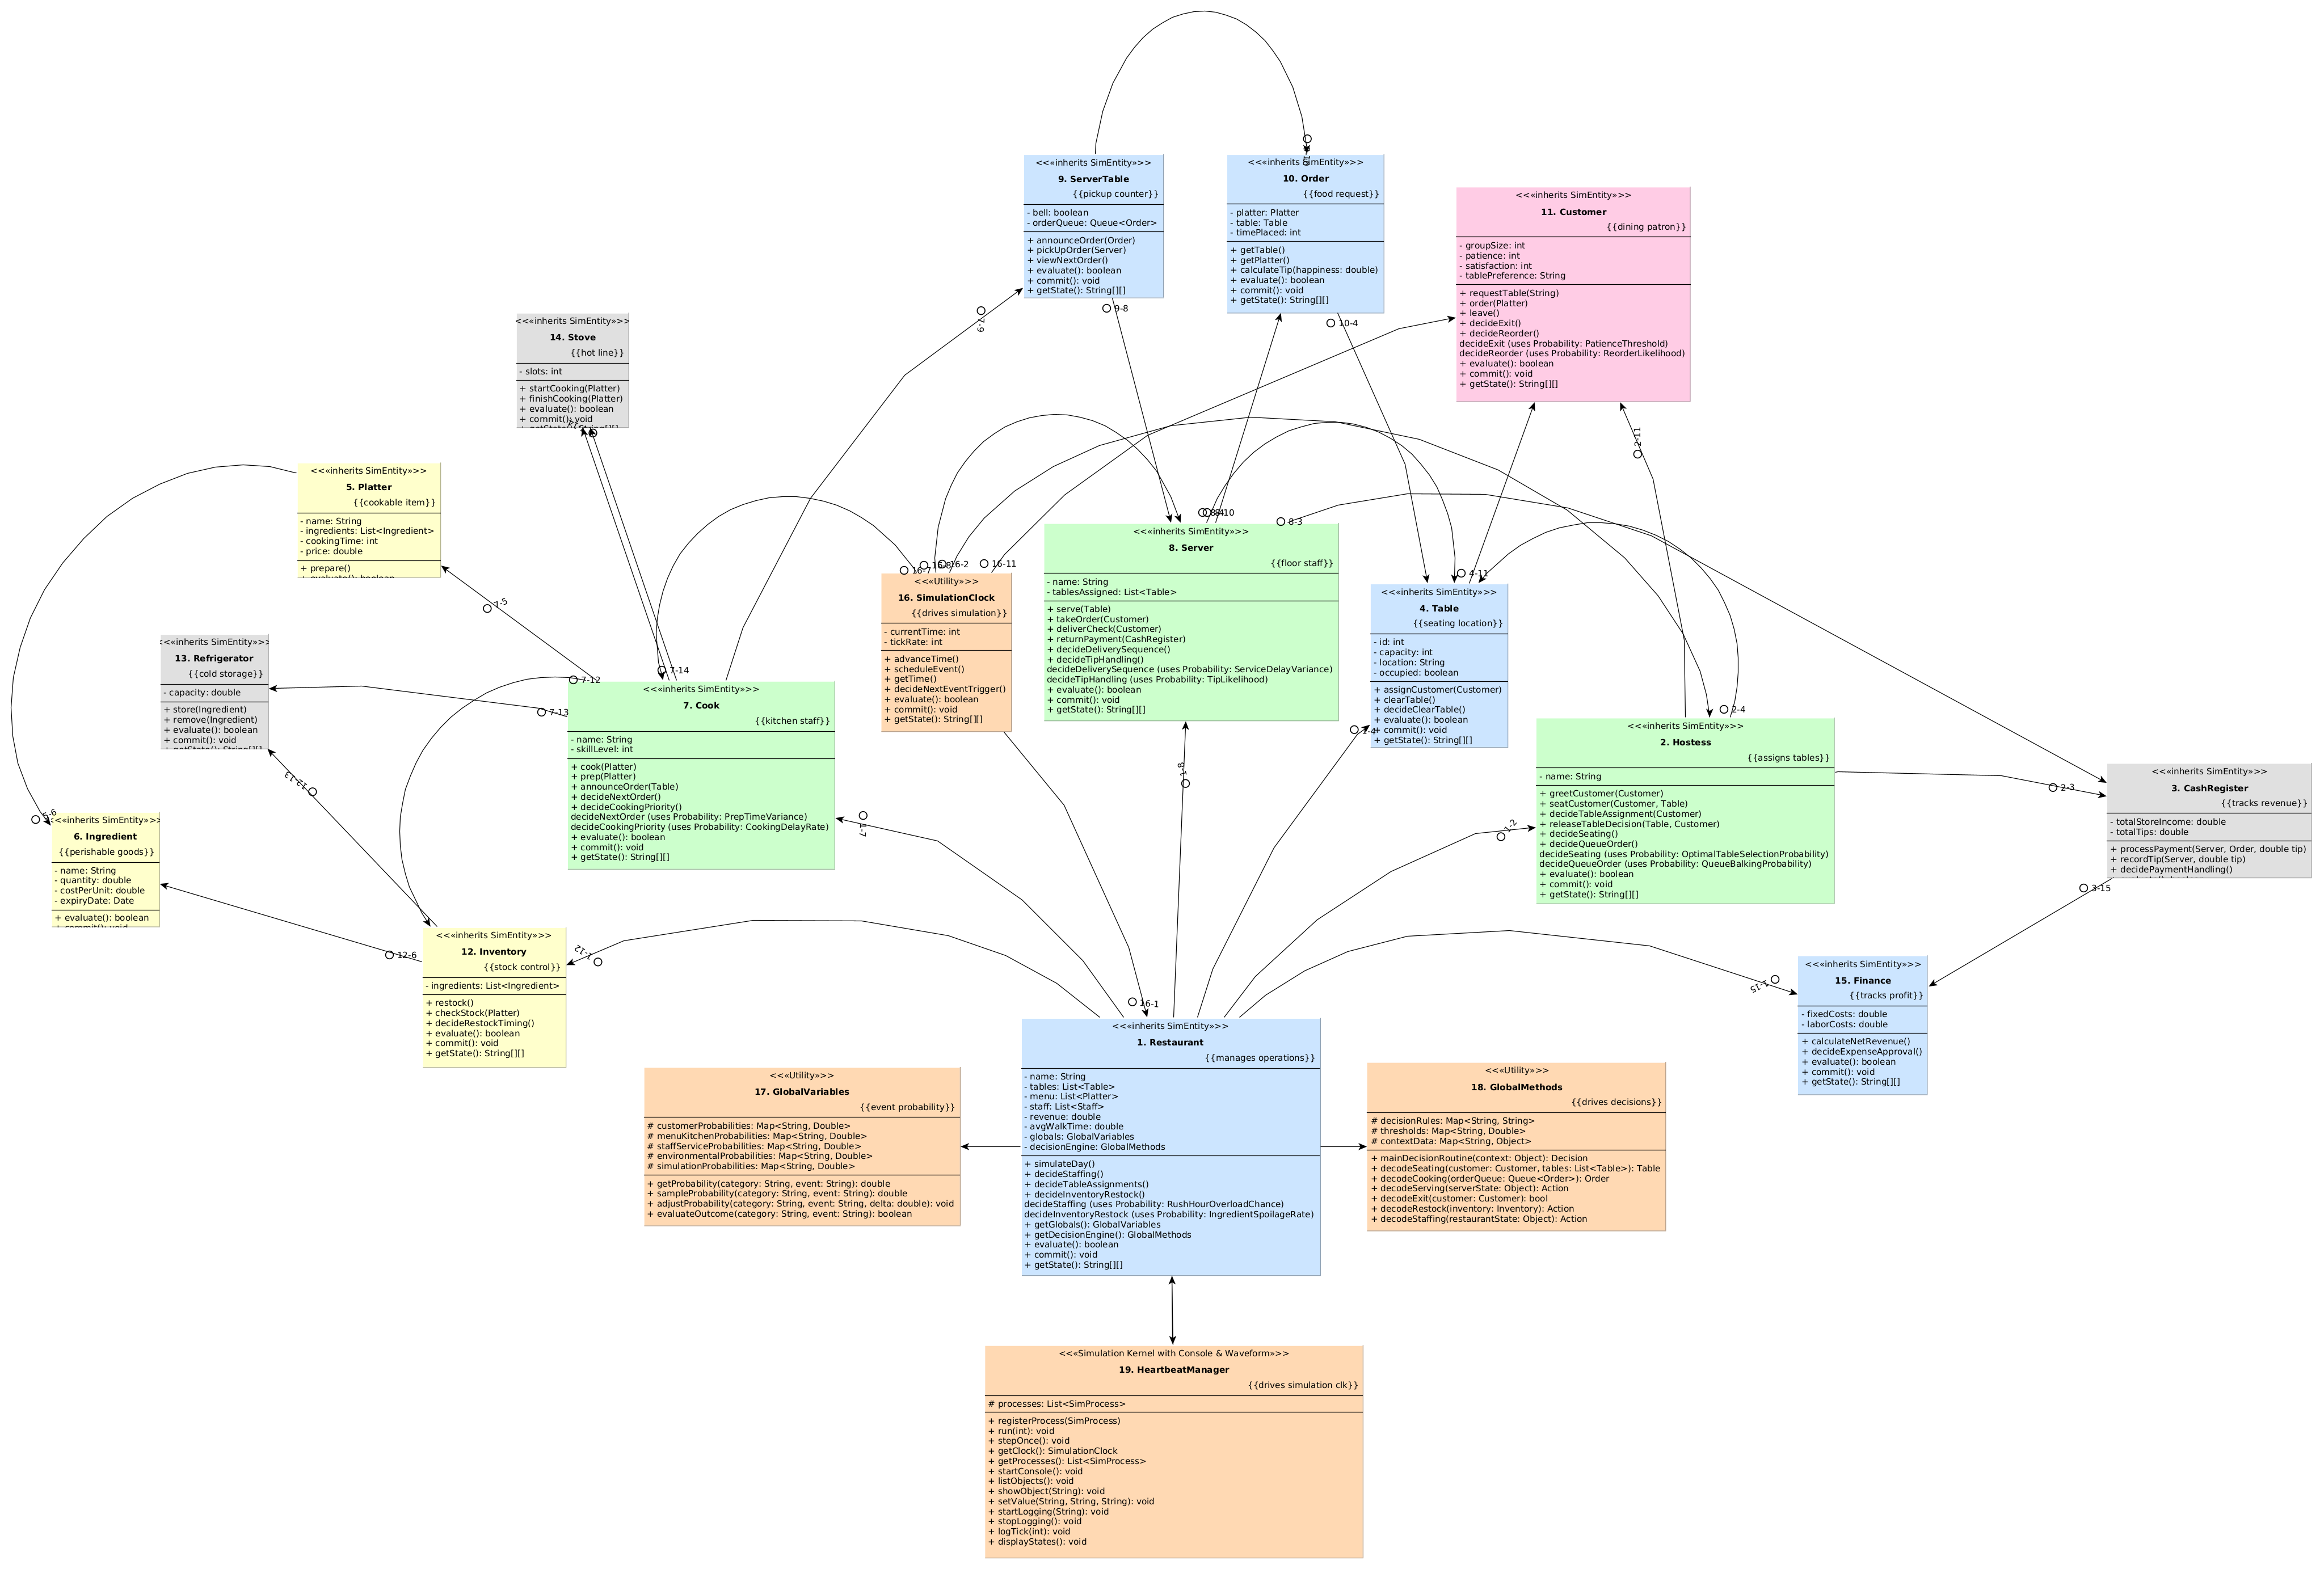 <<«inherits SimEntity»>>
9. ServerTable
{{pickup counter}}
- bell: boolean
- orderQueue: Queue<Order>
+ announceOrder(Order)
+ pickUpOrder(Server)
+ viewNextOrder()
+ evaluate(): boolean
+ commit(): void
+ getState(): String[][]
<<«inherits SimEntity»>>
10. Order
{{food request}}
- platter: Platter
- table: Table
- timePlaced: int
+ getTable()
+ getPlatter()
+ calculateTip(happiness: double)
+ evaluate(): boolean
+ commit(): void
+ getState(): String[][]
<<«inherits SimEntity»>>
11. Customer
{{dining patron}}
- groupSize: int
- patience: int
- satisfaction: int
- tablePreference: String
+ requestTable(String)
+ order(Platter)
+ leave()
+ decideExit()
+ decideReorder()
decideExit (uses Probability: PatienceThreshold)
decideReorder (uses Probability: ReorderLikelihood)
+ evaluate(): boolean
+ commit(): void
+ getState(): String[][]
7-9
9-8
10-4
2-11
<<«inherits SimEntity»>>
14. Stove
{{hot line}}
- slots: int
+ startCooking(Platter)
+ finishCooking(Platter)
+ evaluate(): boolean
+ commit(): void
+ getState(): String[][]
<<«inherits SimEntity»>>
5. Platter
{{cookable item}}
- name: String
- ingredients: List<Ingredient>
- cookingTime: int
- price: double
+ prepare()
+ evaluate(): boolean
7-5
16-7
16-8
16-2
16-11
8-4
8-10
8-3
4-11
<<«inherits SimEntity»>>
8. Server
{{floor staff}}
- name: String
- tablesAssigned: List<Table>
+ serve(Table)
+ takeOrder(Customer)
+ deliverCheck(Customer)
+ returnPayment(CashRegister)
+ decideDeliverySequence()
+ decideTipHandling()
decideDeliverySequence (uses Probability: ServiceDelayVariance)
decideTipHandling (uses Probability: TipLikelihood)
+ evaluate(): boolean
+ commit(): void
+ getState(): String[][]
<<«Utility»>>
16. SimulationClock
{{drives simulation}}
- currentTime: int
- tickRate: int
+ advanceTime()
+ scheduleEvent()
+ getTime()
+ decideNextEventTrigger()
+ evaluate(): boolean
+ commit(): void
+ getState(): String[][]
<<«inherits SimEntity»>>
4. Table
{{seating location}}
- id: int
- capacity: int
- location: String
- occupied: boolean
+ assignCustomer(Customer)
+ clearTable()
+ decideClearTable()
+ evaluate(): boolean
+ commit(): void
+ getState(): String[][]
<<«inherits SimEntity»>>
13. Refrigerator
{{cold storage}}
- capacity: double
+ store(Ingredient)
+ remove(Ingredient)
+ evaluate(): boolean
+ commit(): void
+ getState(): String[][]
7-14
7-12
7-13
<<«inherits SimEntity»>>
7. Cook
{{kitchen staff}}
- name: String
- skillLevel: int
+ cook(Platter)
+ prep(Platter)
+ announceOrder(Table)
+ decideNextOrder()
+ decideCookingPriority()
decideNextOrder (uses Probability: PrepTimeVariance)
decideCookingPriority (uses Probability: CookingDelayRate)
+ evaluate(): boolean
+ commit(): void
+ getState(): String[][]
1-4
2-4
<<«inherits SimEntity»>>
2. Hostess
{{assigns tables}}
- name: String
+ greetCustomer(Customer)
+ seatCustomer(Customer, Table)
+ decideTableAssignment(Customer)
+ releaseTableDecision(Table, Customer)
+ decideSeating()
+ decideQueueOrder()
decideSeating (uses Probability: OptimalTableSelectionProbability)
decideQueueOrder (uses Probability: QueueBalkingProbability)
+ evaluate(): boolean
+ commit(): void
+ getState(): String[][]
2-3
<<«inherits SimEntity»>>
3. CashRegister
{{tracks revenue}}
- totalStoreIncome: double
- totalTips: double
+ processPayment(Server, Order, double tip)
+ recordTip(Server, double tip)
+ decidePaymentHandling()
3-15
12-13
1-8
1-7
1-2
5-6
<<«inherits SimEntity»>>
6. Ingredient
{{perishable goods}}
- name: String
- quantity: double
- costPerUnit: double
- expiryDate: Date
+ evaluate(): boolean
+ commit(): void
12-6
1-12
<<«inherits SimEntity»>>
12. Inventory
{{stock control}}
- ingredients: List<Ingredient>
+ restock()
+ checkStock(Platter)
+ decideRestockTiming()
+ evaluate(): boolean
+ commit(): void
+ getState(): String[][]
16-1
1-15
<<«inherits SimEntity»>>
15. Finance
{{tracks profit}}
- fixedCosts: double
- laborCosts: double
+ calculateNetRevenue()
+ decideExpenseApproval()
+ evaluate(): boolean
+ commit(): void
+ getState(): String[][]
<<«Utility»>>
17. GlobalVariables
{{event probability}}
# customerProbabilities: Map<String, Double>
# menuKitchenProbabilities: Map<String, Double>
# staffServiceProbabilities: Map<String, Double>
# environmentalProbabilities: Map<String, Double>
# simulationProbabilities: Map<String, Double>
+ getProbability(category: String, event: String): double
+ sampleProbability(category: String, event: String): double
+ adjustProbability(category: String, event: String, delta: double): void
+ evaluateOutcome(category: String, event: String): boolean
<<«inherits SimEntity»>>
1. Restaurant
{{manages operations}}
- name: String
- tables: List<Table>
- menu: List<Platter>
- staff: List<Staff>
- revenue: double
- avgWalkTime: double
- globals: GlobalVariables
- decisionEngine: GlobalMethods
+ simulateDay()
+ decideStaffing()
+ decideTableAssignments()
+ decideInventoryRestock()
decideStaffing (uses Probability: RushHourOverloadChance)
decideInventoryRestock (uses Probability: IngredientSpoilageRate)
+ getGlobals(): GlobalVariables
+ getDecisionEngine(): GlobalMethods
+ evaluate(): boolean
+ commit(): void
+ getState(): String[][]
<<«Utility»>>
18. GlobalMethods
{{drives decisions}}
# decisionRules: Map<String, String>
# thresholds: Map<String, Double>
# contextData: Map<String, Object>
+ mainDecisionRoutine(context: Object): Decision
+ decodeSeating(customer: Customer, tables: List<Table>): Table
+ decodeCooking(orderQueue: Queue<Order>): Order
+ decodeServing(serverState: Object): Action
+ decodeExit(customer: Customer): bool
+ decodeRestock(inventory: Inventory): Action
+ decodeStaffing(restaurantState: Object): Action
<<«Simulation Kernel with Console & Waveform»>>
19. HeartbeatManager
{{drives simulation clk}}
# processes: List<SimProcess>
+ registerProcess(SimProcess)
+ run(int): void
+ stepOnce(): void
+ getClock(): SimulationClock
+ getProcesses(): List<SimProcess>
+ startConsole(): void
+ listObjects(): void
+ showObject(String): void
+ setValue(String, String, String): void
+ startLogging(String): void
+ stopLogging(): void
+ logTick(int): void
+ displayStates(): void